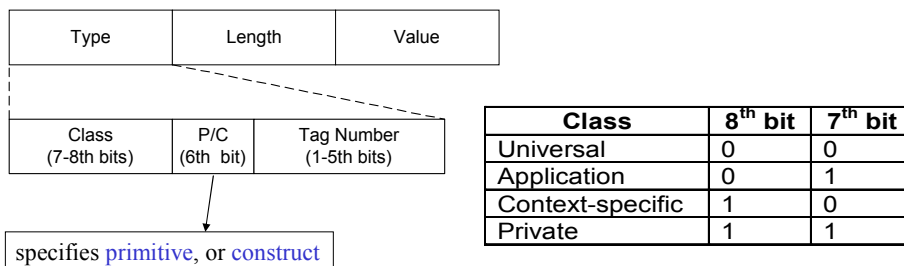 Type Length Value
Class P/C Tag Number
(7-8th bits) (6th bit) (1-5th bits)
specifies primitive, or construct
Class 8th bit 7th bit
Universal 0 0
Application 0 1
Context-specific 1 0
Private 1 1